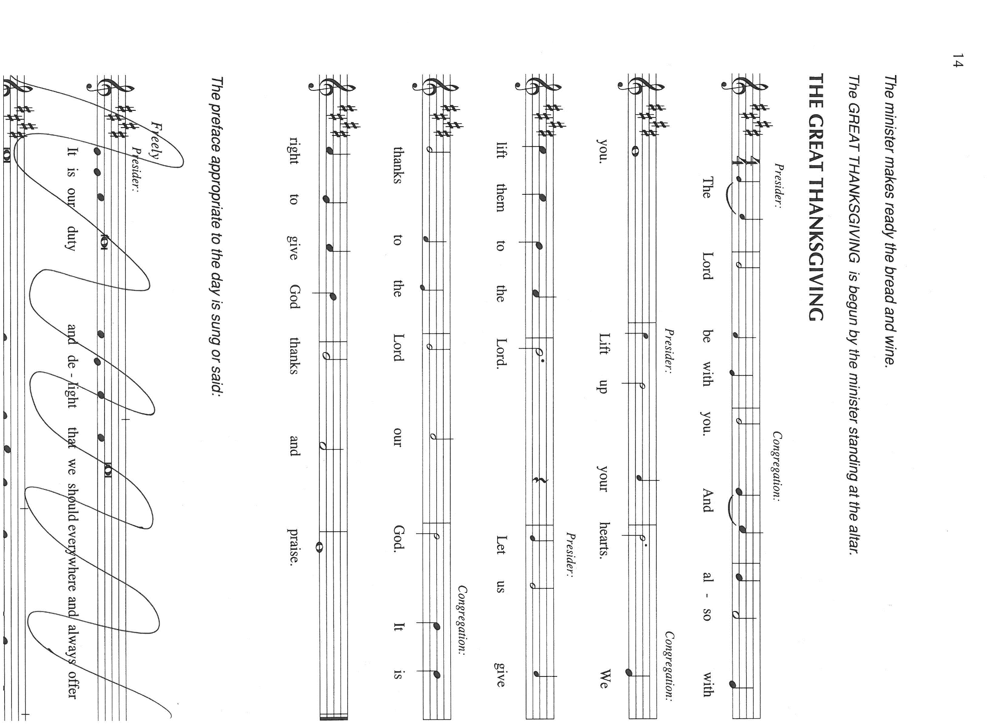 14
The minister makes ready the bread and wine.
The GREAT THANKSGIVING is begun by the minister standing at the altar.
THE GREAT THANKSGIVING
Presider: Congregation:
4
4
The Lord be with you. And al - so with
Presider: Congregation:
you. Lift up your hearts. We
Presider:
lift them to the Lord. Let us give
Congregation:
thanks to the Lord our God. It is
right to give God thanks and praise.
The preface appropriate to the day is sung or said:
Freely
Presider:
It is our duty and de - light that we should everywhere and always offer